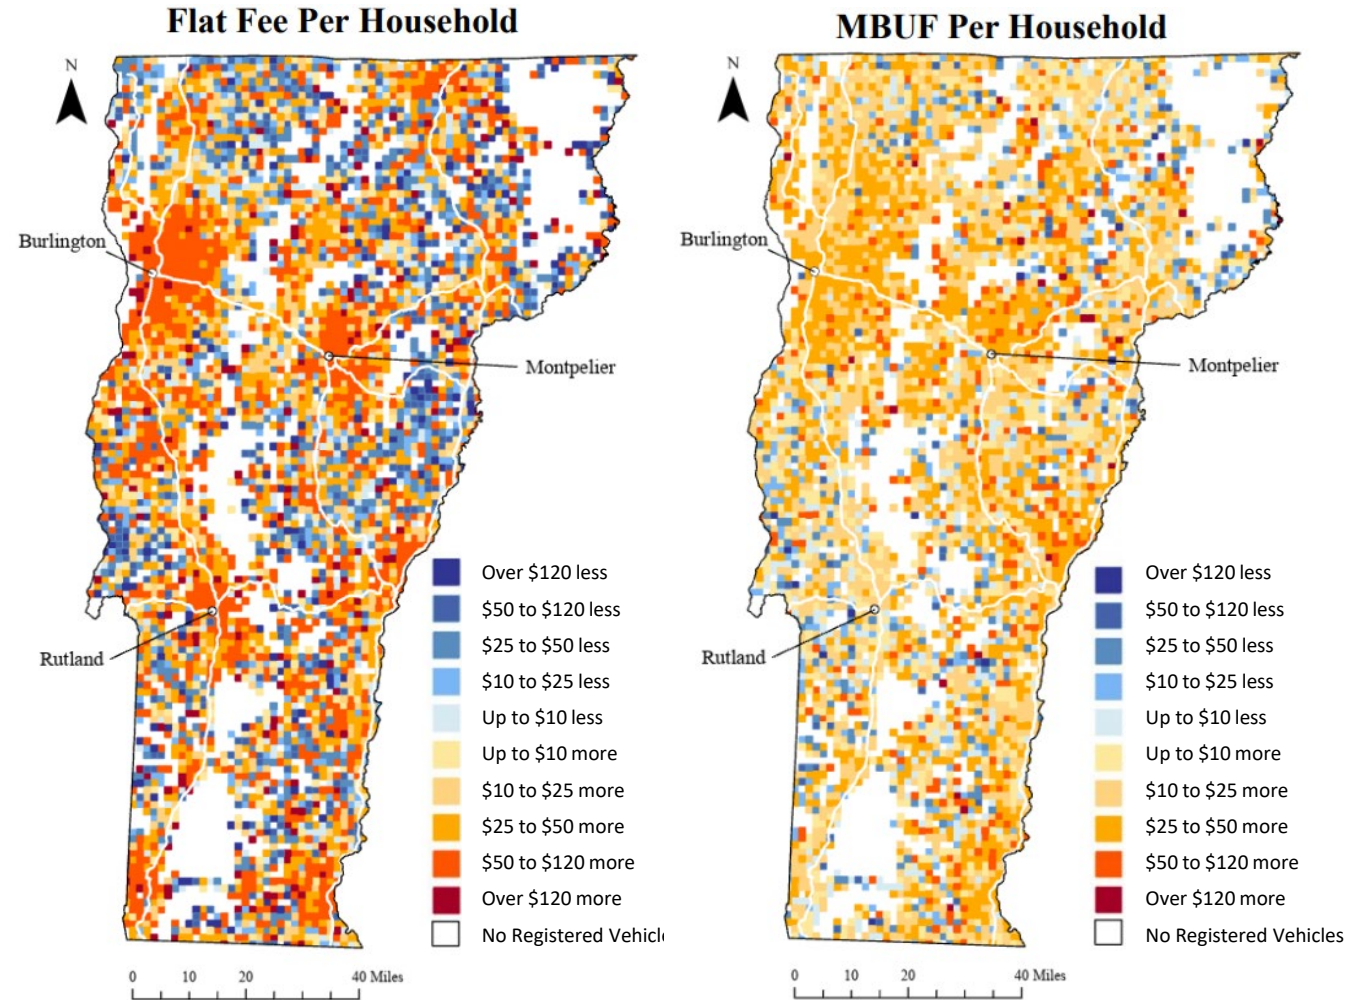 Flat Fee Per Household
N
Burlington
Montpelier
Rutland
Over $120 less
$50 to $120 less
$25 to $50 less
$10 to $25 less
Up to $10 less
Up to $10 more
$10 to $25 more
$25 to $50 more
$50 to $120 more
Over $120 more
No Registered Vehicle
0 10 20 40 Miles
MBUF Per Household
N
Burlington
Montpelier
Rutland
Over $120 less
$50 to $120 less
$25 to $50 less
$10 to $25 less
Up to $10 less
Up to $10 more
$10 to $25 more
$25 to $50 more
$50 to $120 more
Over $120 more
No Registered Vehicles
0 10 20 40 Miles